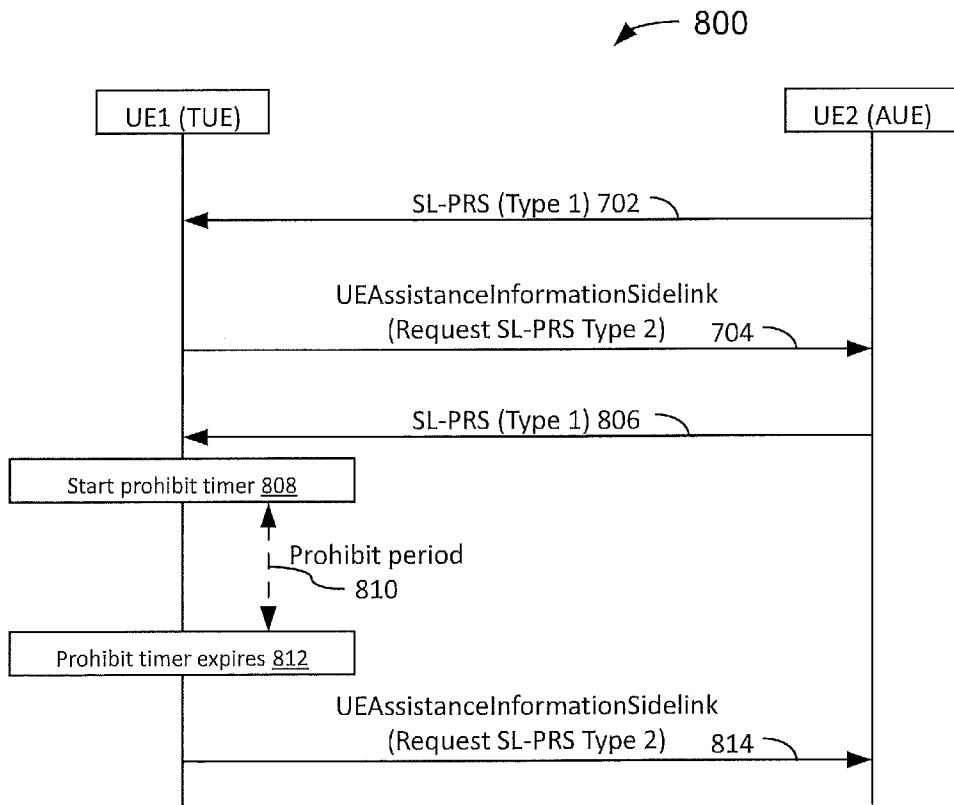 800
UE1 (TUE)
UE2 (AUE)
SL-PRS (Type 1) 702
UEAssistanceInformationSidelink
(Request SL-PRS Type 2) 704
SL-PRS (Type 1) 806
Start prohibit timer 808
Prohibit period
810
Prohibit timer expires 812
UEAssistanceInformationSidelink
(Request SL-PRS Type 2) 814